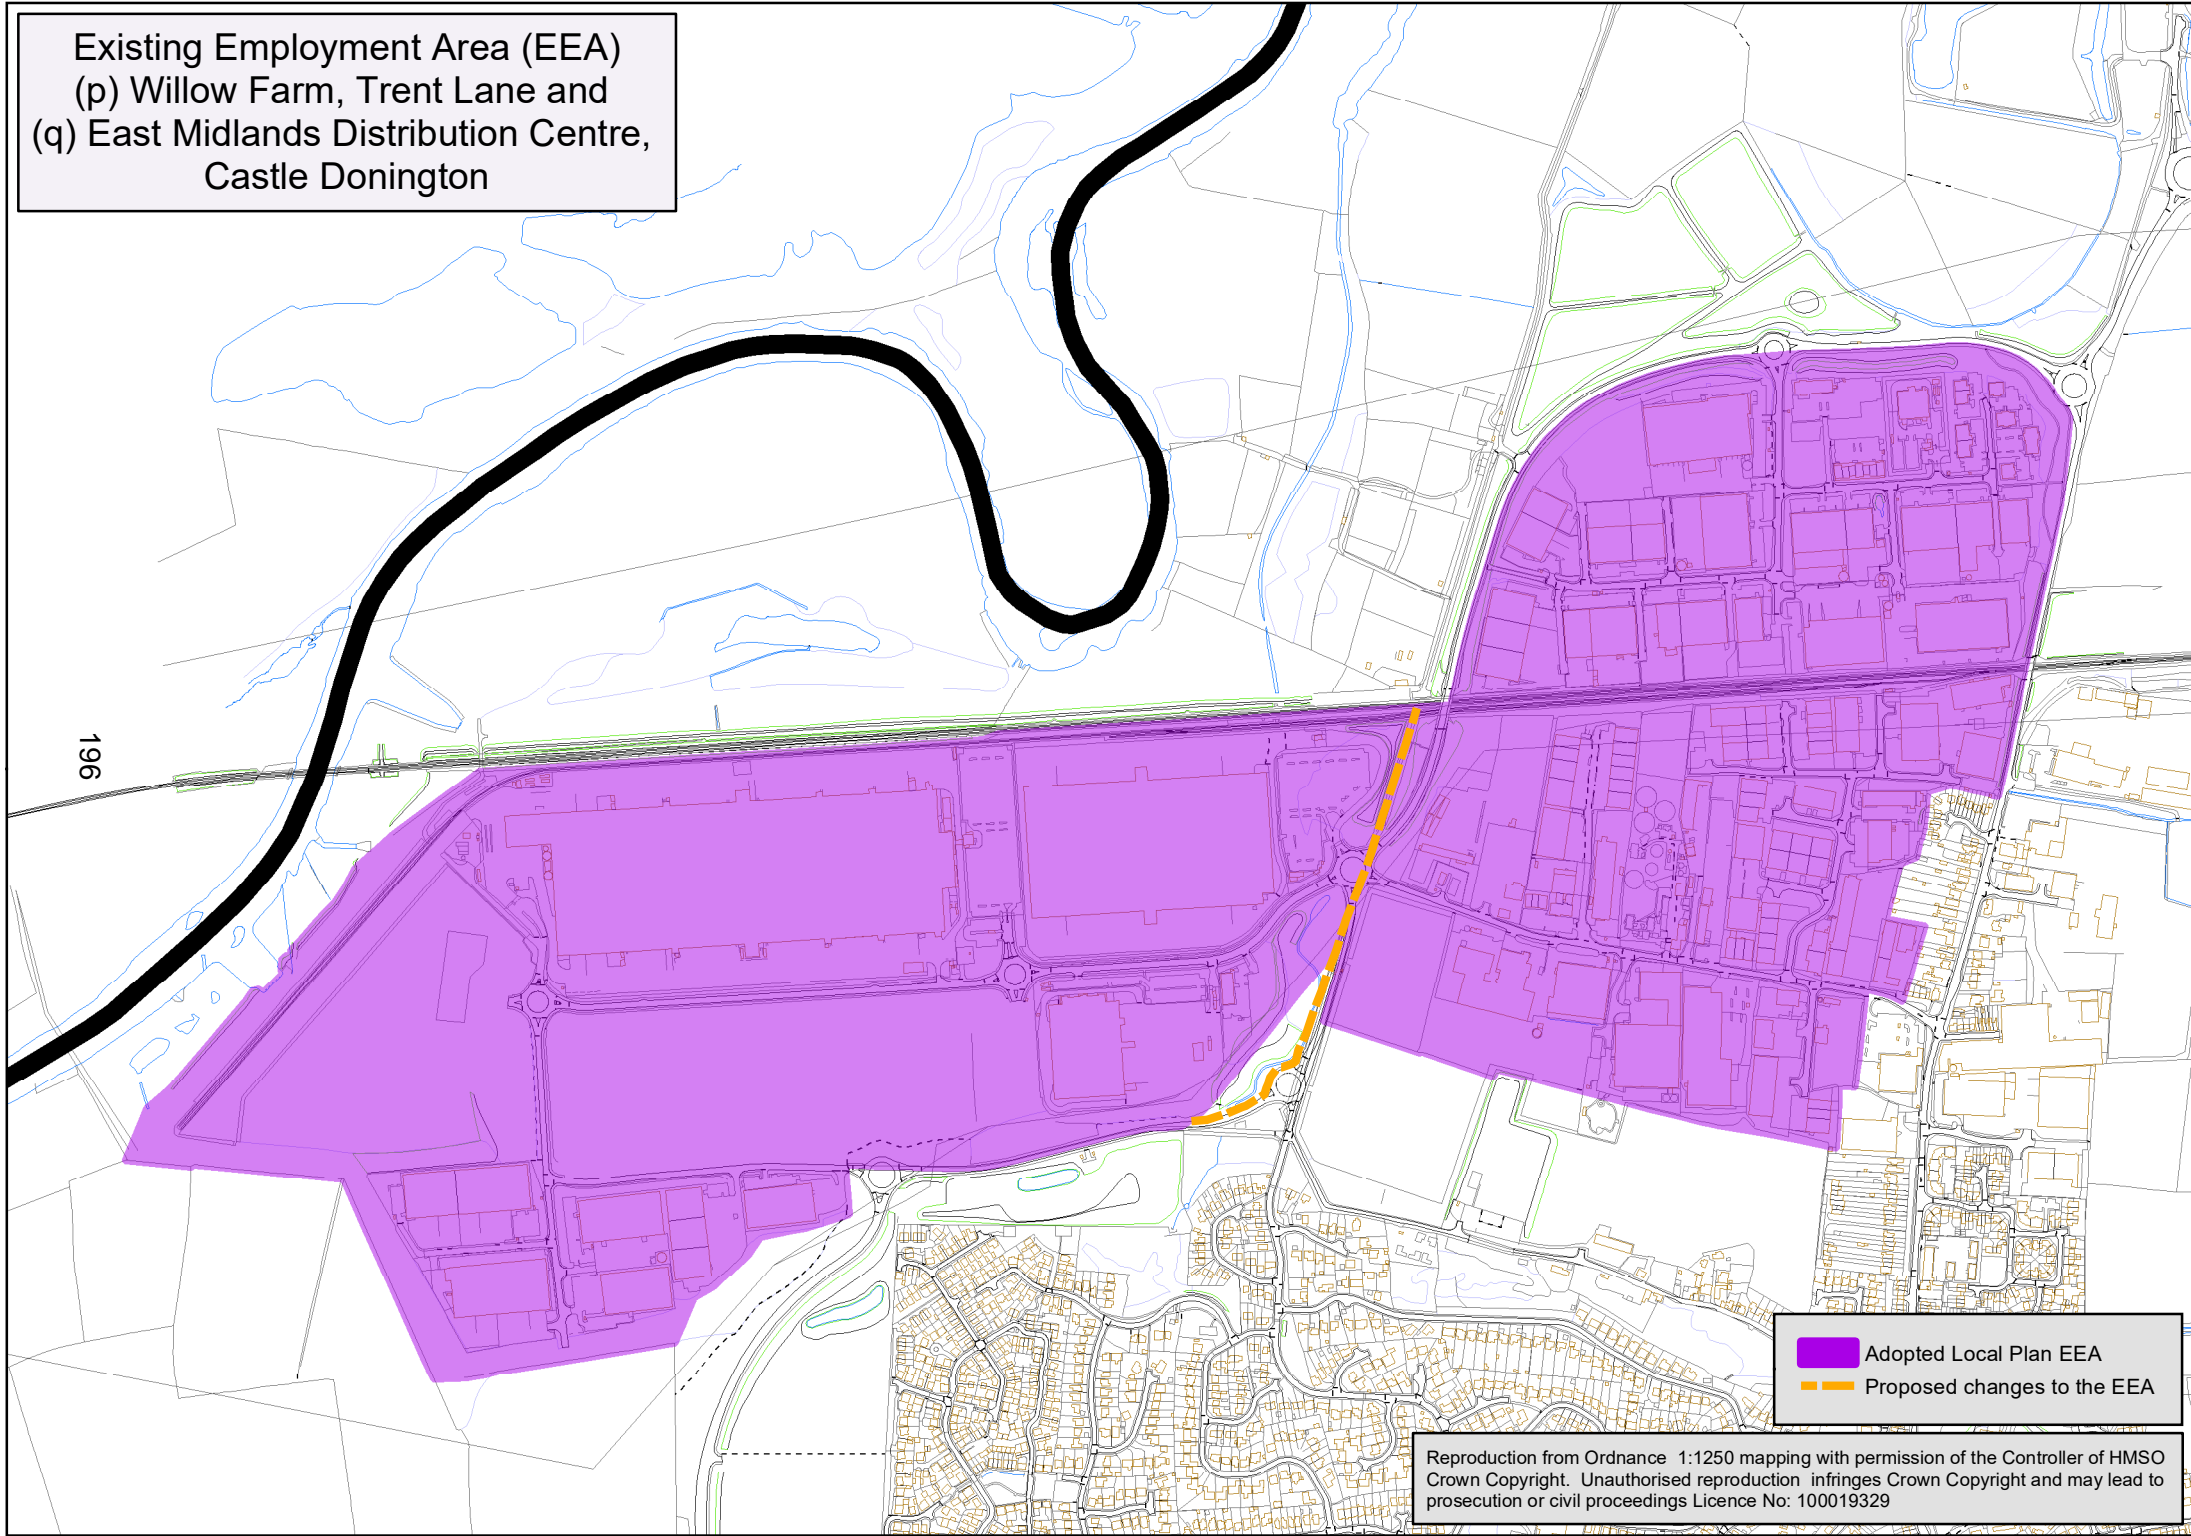 Existing Employment Area (EEA)
(p) Willow Farm, Trent Lane and
(q) East Midlands Distribution Centre,
Castle Donington
196
Adopted Local Plan EEA
Proposed changes to the EEA
Reproduction from Ordnance 1:1250 mapping with permission of the Controller of HMSO
Crown Copyright. Unauthorised reproduction infringes Crown Copyright and may lead to
prosecution or civil proceedings Licence No: 100019329